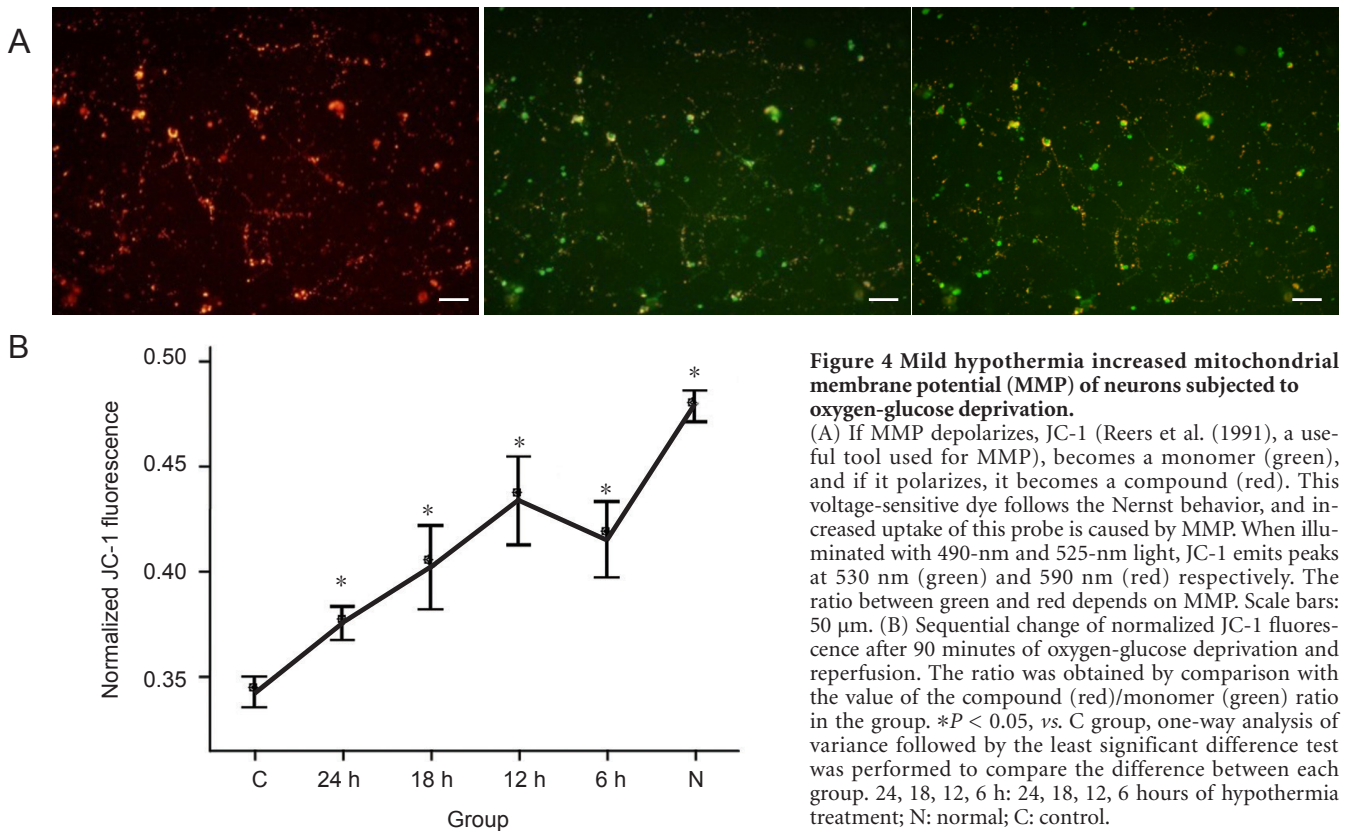 A
B
Normalized JC-1 fluorescence
0.50
0.45
0.40
0.35
*
*
*
*
*
C
24 h
18 h
12 h
6 h
N
Group
Figure 4 Mild hypothermia increased mitochondrial
membrane potential (MMP) of neurons subjected to
oxygen-glucose deprivation.
(A) If MMP depolarizes, JC-1 (Reers et al. (1991), a use-
ful tool used for MMP), becomes a monomer (green),
and if it polarizes, it becomes a compound (red). This
voltage-sensitive dye follows the Nernst behavior, and in-
creased uptake of this probe is caused by MMP. When illu-
minated with 490-nm and 525-nm light, JC-1 emits peaks
at 530 nm (green) and 590 nm (red) respectively. The
ratio between green and red depends on MMP. Scale bars:
50 μm. (B) Sequential change of normalized JC-1 fluores-
cence after 90 minutes of oxygen-glucose deprivation and
reperfusion. The ratio was obtained by comparison with
the value of the compound (red)/monomer (green) ratio
in the group. *P < 0.05, vs. C group, one-way analysis of
variance followed by the least significant difference test
was performed to compare the difference between each
group. 24, 18, 12, 6 h: 24, 18, 12, 6 hours of hypothermia
treatment; N: normal; C: control.